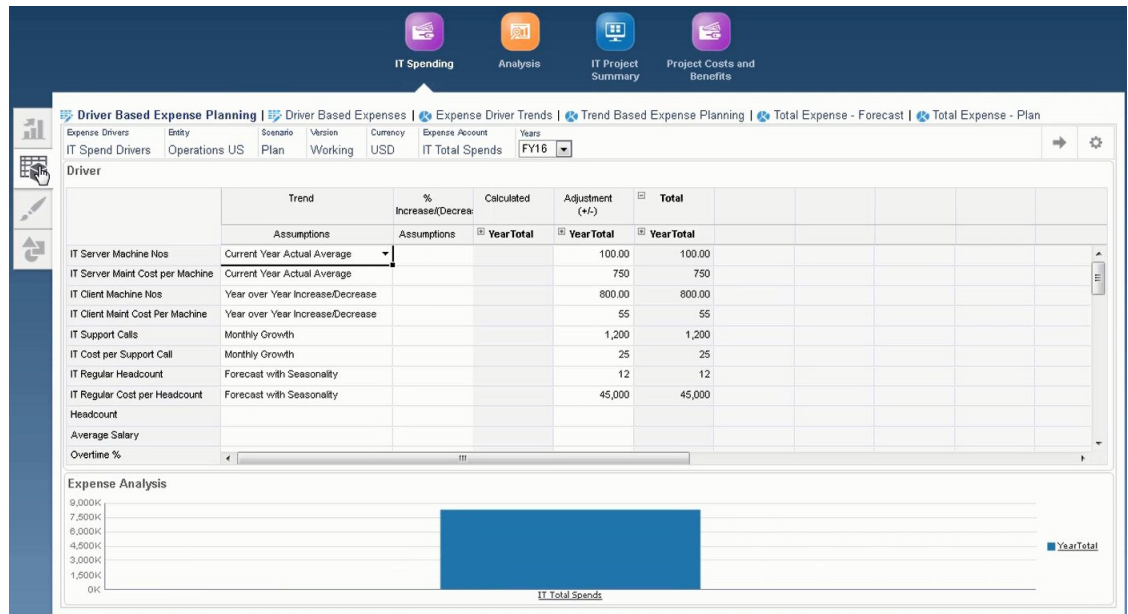 IT Spending
Analysis
IT Project
Summary
Project Costs and
Benefits
Driver Based Expense Planning | Driver Based Expenses | Expense Driver Trends | Trend Based Expense Planning | Total Expense - Forecast | Total Expense - Plan
Expense Drivers Entity Scenario Version Currency Expense Account Years
IT Spend Drivers Operations US Plan Working USD IT Total Spends FY16
Driver
Trend % Calculated Adjustment Total
Increase/(Decrea: (+/-)
Assumptions Assumptions YearTotal YearTotal YearTotal
IT Server Machine Nos Current Year Actual Average 100.00 100.00
IT Server Maint Cost per Machine Current Year Actual Average 750 750
IT Client Machine Nos Year over Year Increase/Decrease 800.00 800.00
IT Client Maint Cost Per Machine Year over Year Increase/Decrease 55 55
IT Support Calls Monthly Growth 1,200 1,200
IT Cost per Support Call Monthly Growth 25 25
IT Regular Headcount Forecast with Seasonality 12 12
IT Regular Cost per Headcount Forecast with Seasonality 45,000 45,000
Headcount
Average Salary
Overtime %
Expense Analysis
9,000K
7,500K
6,000K
4,500K
3,000K
1,500K
0K
YearTotal
IT Total Spends